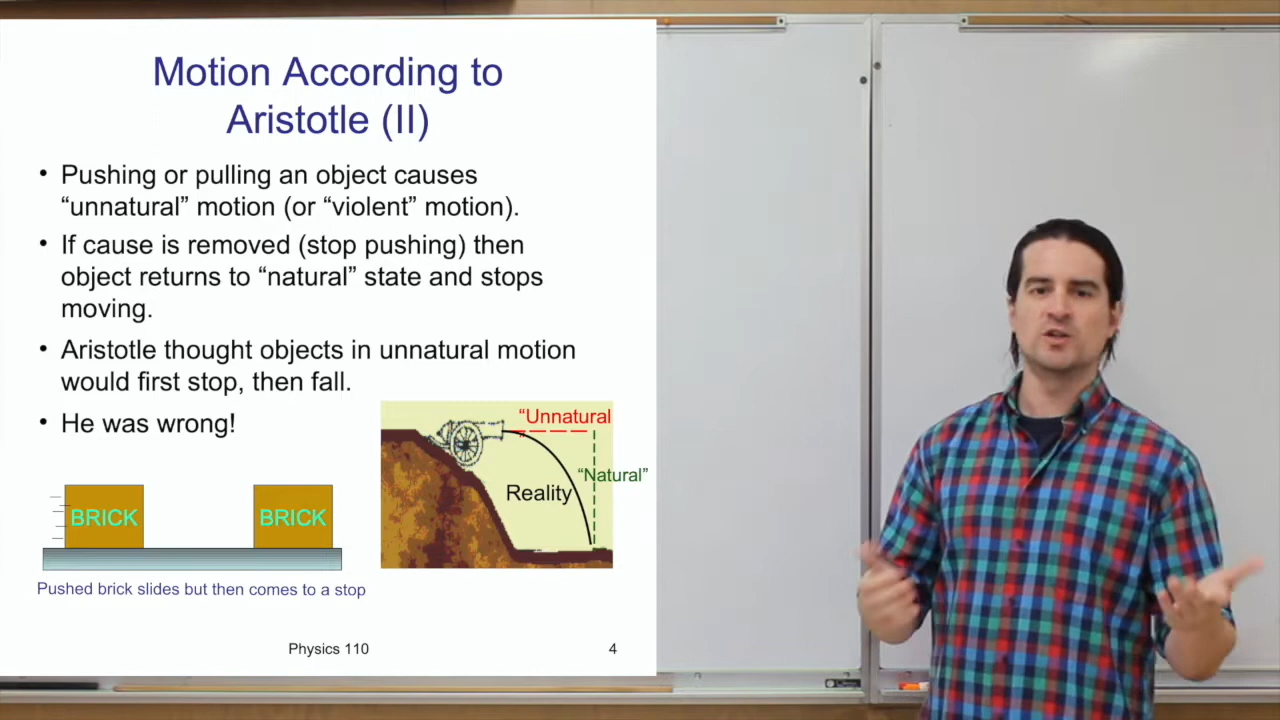 Motion According to
Aristotle (II)
• Pushing or pulling an object causes
“unnatural” motion (or “violent” motion).
• If cause is removed (stop pushing) then
object returns to “natural” state and stops
moving.
• Aristotle thought objects in unnatural motion
would first stop, then fall.
• He was wrong!
“Unnatural
”
“Natural”
Reality
BRICK
BRICK
Pushed brick slides but then comes to a stop
Physics 110
4